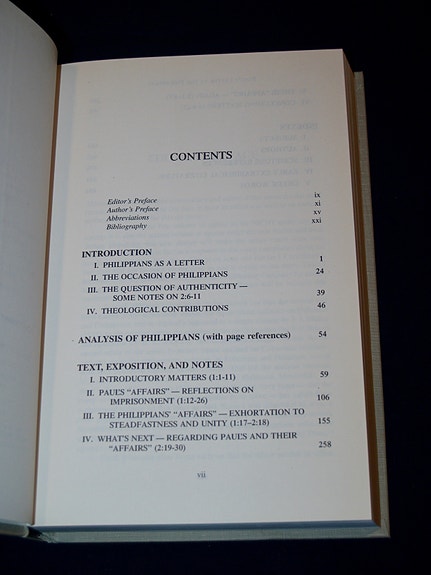 CONTENTS
Editor's Preface ix
Author's Preface xi
Abbreviations xv
Bibliography xxi
INTRODUCTION
I. PHILIPPIANS AS A LETTER 1
II. THE OCCASION OF PHILIPPIANS 24
III. THE QUESTION OF AUTHENTICITY —
SOME NOTES ON 2:6-11 39
IV. THEOLOGICAL CONTRIBUTIONS 46
ANALYSIS OF PHILIPPIANS (with page references) 54
TEXT, EXPOSITION, AND NOTES
I. INTRODUCTORY MATTERS (1:1-11) 59
II. PAUL'S “AFFAIRS” — REFLECTIONS ON
IMPRISONMENT (1:12-26) 106
III. THE PHILIPPIANS' “AFFAIRS” — EXHORTATION TO
STEADFASTNESS AND UNITY (1:17–2:18) 155
IV. WHAT'S NEXT — REGARDING PAUL'S AND THEIR
“AFFAIRS” (2:19-30) 258
vii